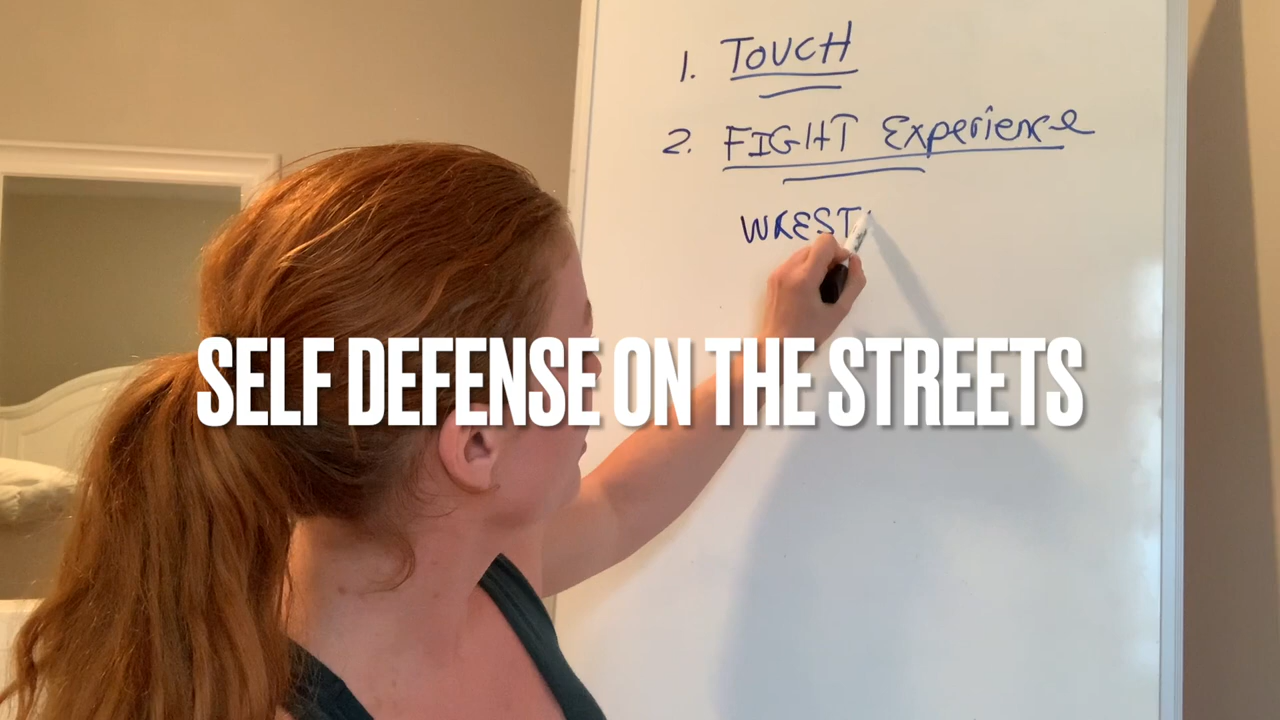 1. TOUCH
2. FIGHT Experience
WREST
SELF DEFENSE ON THE STREETS